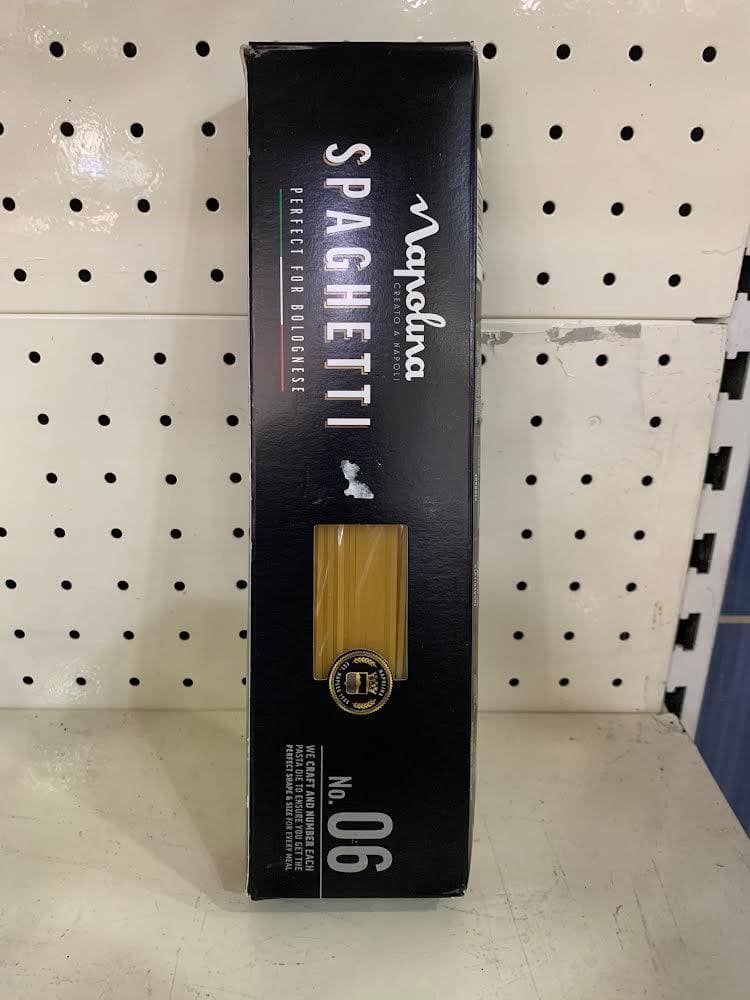 Napolina
CREATO A NAPOLI
SPAGHETTI
PERFECT FOR BOLOGNESE
NAPOLINA
No. 06
WE CRAFT AND NUMBER EACH
PASTA DIE TO ENSURE YOU GET THE
PERFECT SHAPE & SIZE FOR EVERY MEAL